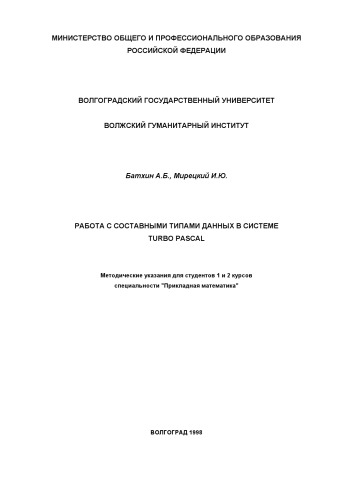 МИНИСТЕРСТВО ОБЩЕГО И ПРОФЕССИОНАЛЬНОГО ОБРАЗОВАНИЯ
РОССИЙСКОЙ ФЕДЕРАЦИИ
ВОЛГОГРАДСКИЙ ГОСУДАРСТВЕННЫЙ УНИВЕРСИТЕТ
ВОЛЖСКИЙ ГУМАНИТАРНЫЙ ИНСТИТУТ
Батхин А.Б., Мирецкий И.Ю.
РАБОТА С СОСТАВНЫМИ ТИПАМИ ДАННЫХ В СИСТЕМЕ
TURBO PASCAL
Методические указания для студентов 1 и 2 курсов
специальности "Прикладная математика"
ВОЛГОГРАД 1998